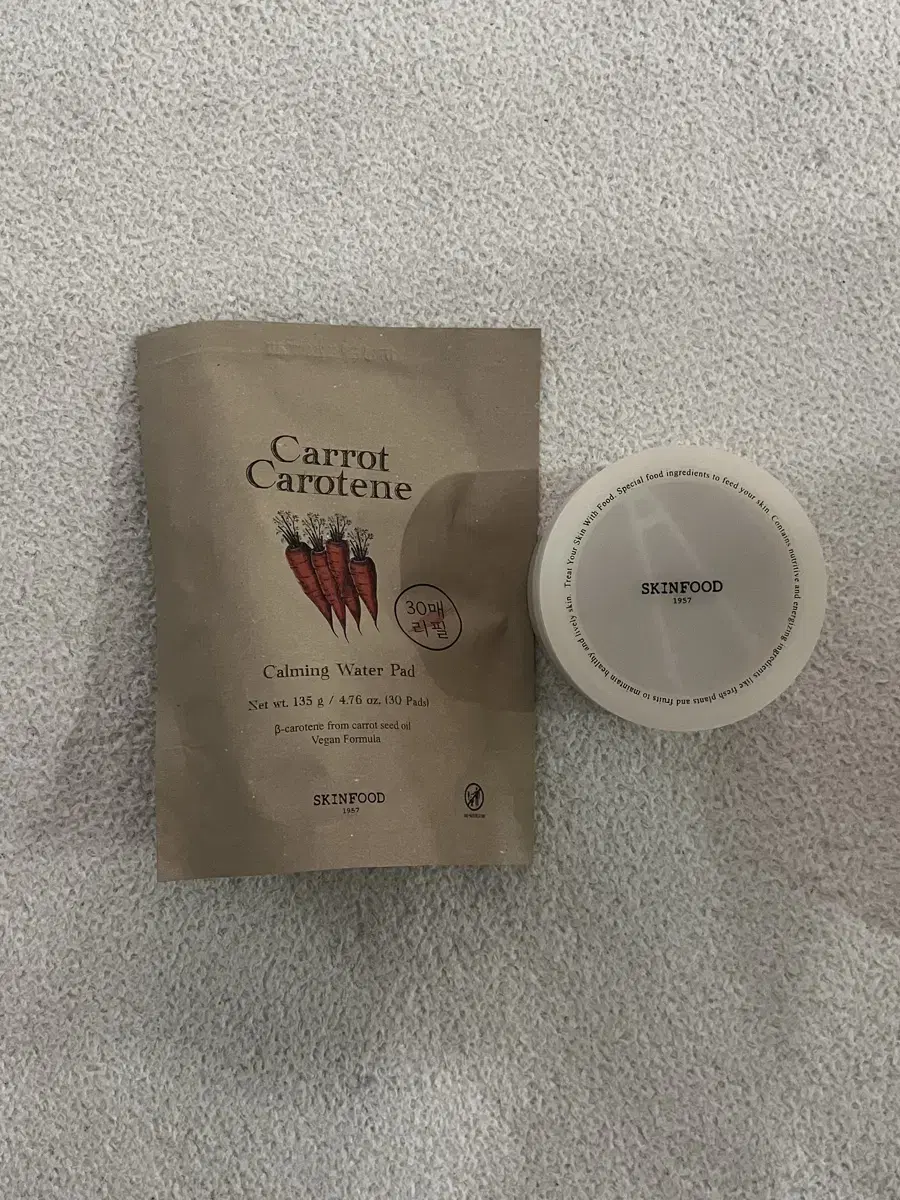 Carrot
Carotene
30매
리필
Calming Water Pad
Net wt. 135 g / 4.76 oz. (30 Pads)
β-carotene from carrot seed oil
Vegan Formula
SKINFOOD
1957
Treat Your Skin With Food. Special food ingredients to feed your skin. Contains nutritive and energizing ingredients like fresh plants and fruits to maintain healthy and lively skin.
SKINFOOD
1957